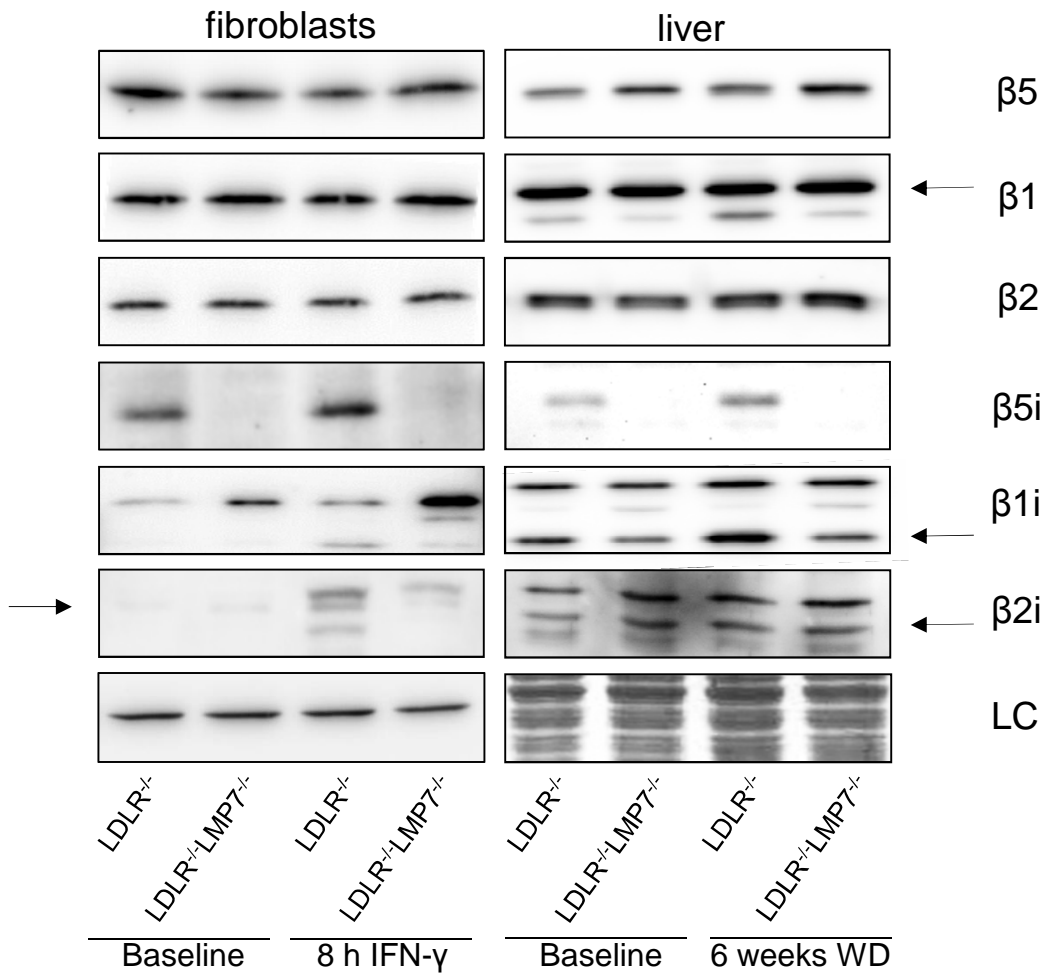 fibroblasts
liver
β5
β1
β2
β5i
β1i
β2i
LC
LDLR-/-
LDLR-/-LMP7-/-
LDLR-/-
LDLR-/-LMP7-/-
LDLR-/-
LDLR-/-LMP7-/-
LDLR-/-
LDLR-/-LMP7-/-
Baseline
8 h IFN-γ
Baseline
6 weeks WD